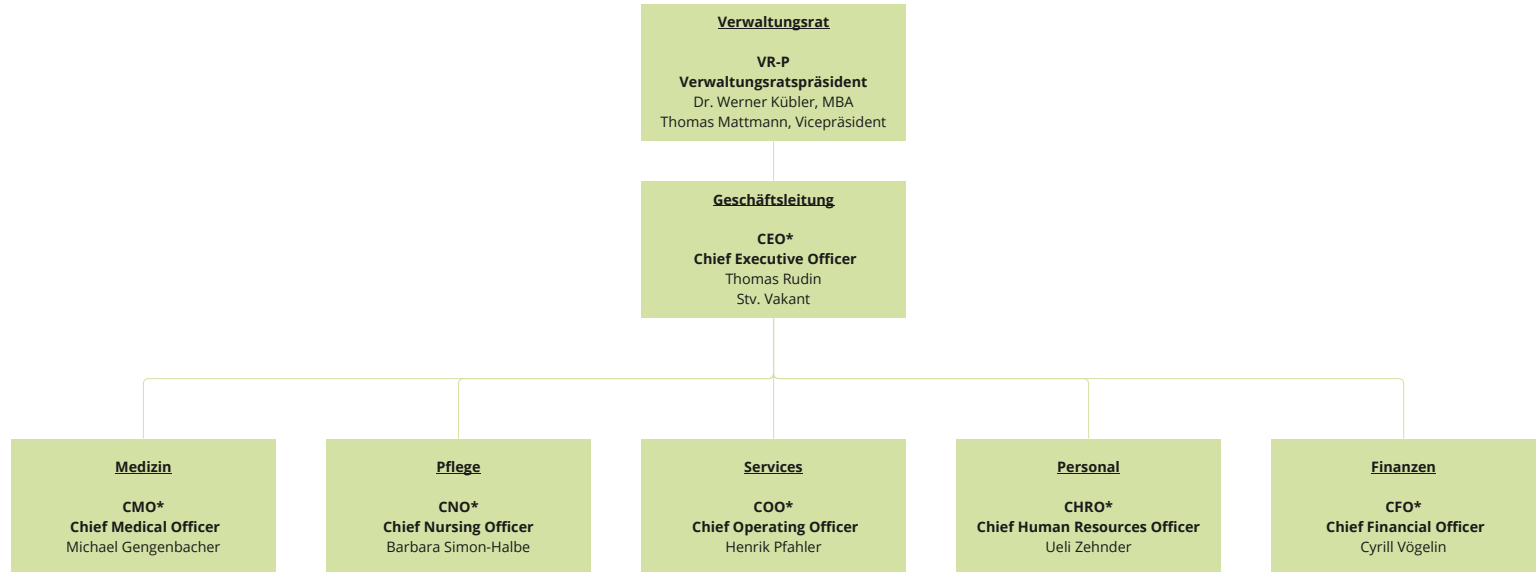 Verwaltungsrat
VR-P
Verwaltungsratspräsident
Dr. Werner Kübler, MBA
Thomas Mattmann, Vicepräsident
Geschäftsleitung
CEO*
Chief Executive Officer
Thomas Rudin
Stv. Vakant
Medizin
CMO*
Chief Medical Officer
Michael Gengenbacher
Pflege
CNO*
Chief Nursing Officer
Barbara Simon-Halbe
Services
COO*
Chief Operating Officer
Henrik Pfahler
Personal
CHRO*
Chief Human Resources Officer
Ueli Zehnder
Finanzen
CFO*
Chief Financial Officer
Cyrill Vögelin